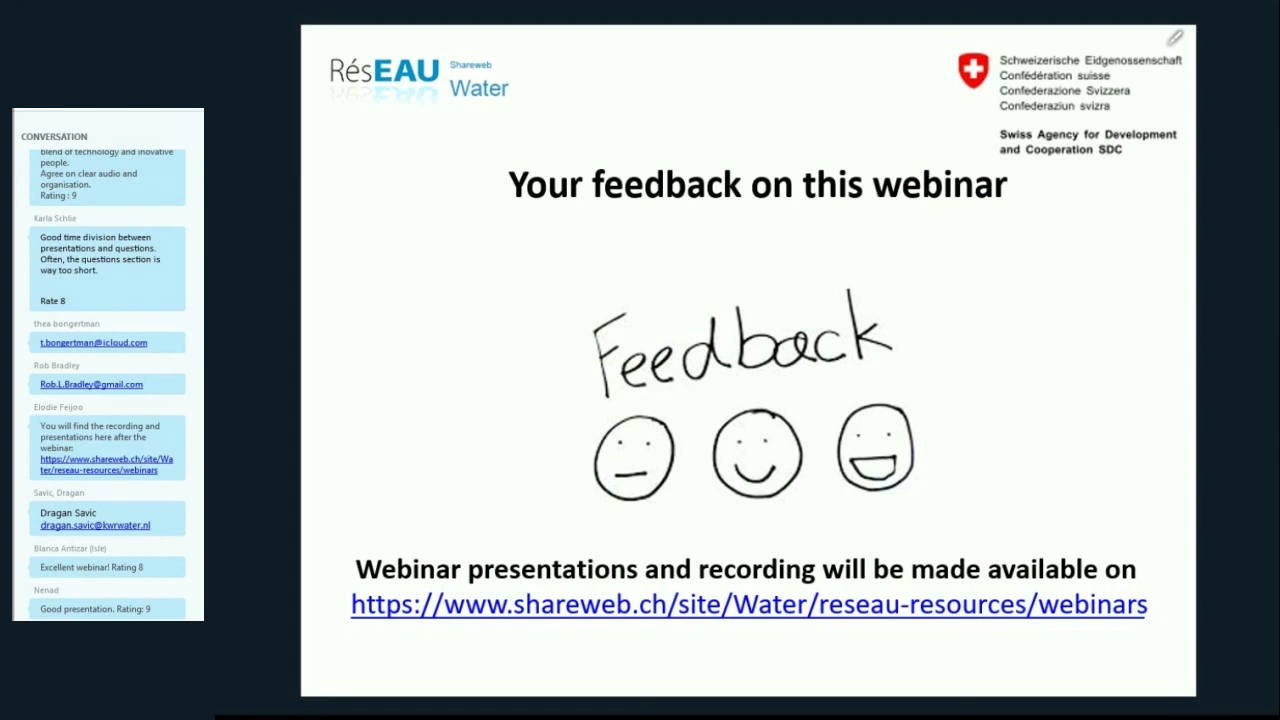 CONVERSATION
blend of technology and inovative
people.
Agree on clear audio and
organisation.
Rating : 9
Karla Schlie
Good time division between
presentations and questions.
Often, the questions section is
way too short.
Rate 8
thea bongertman
t.bongertman@icloud.com
Rob Bradley
Rob.L.Bradley@gmail.com
Elodie Feijoo
You will find the recording and
presentations here after the
webinar:
https://www.shareweb.ch/site/Wa
ter/reseau-resources/webinars
Savic, Dragan
Dragan Savic
dragan.savic@kwrwater.nl
Blanca Antizar (Isle)
Excellent webinar! Rating 8
Nenad
Good presentation. Rating: 9
RésEAU
Shareweb
Water
Schweizerische Eidgenossenschaft
Confédération suisse
Confederazione Svizzera
Confederaziun svizra
Swiss Agency for Development
and Cooperation SDC
Your feedback on this webinar
Feedback
Webinar presentations and recording will be made available on
https://www.shareweb.ch/site/Water/reseau-resources/webinars